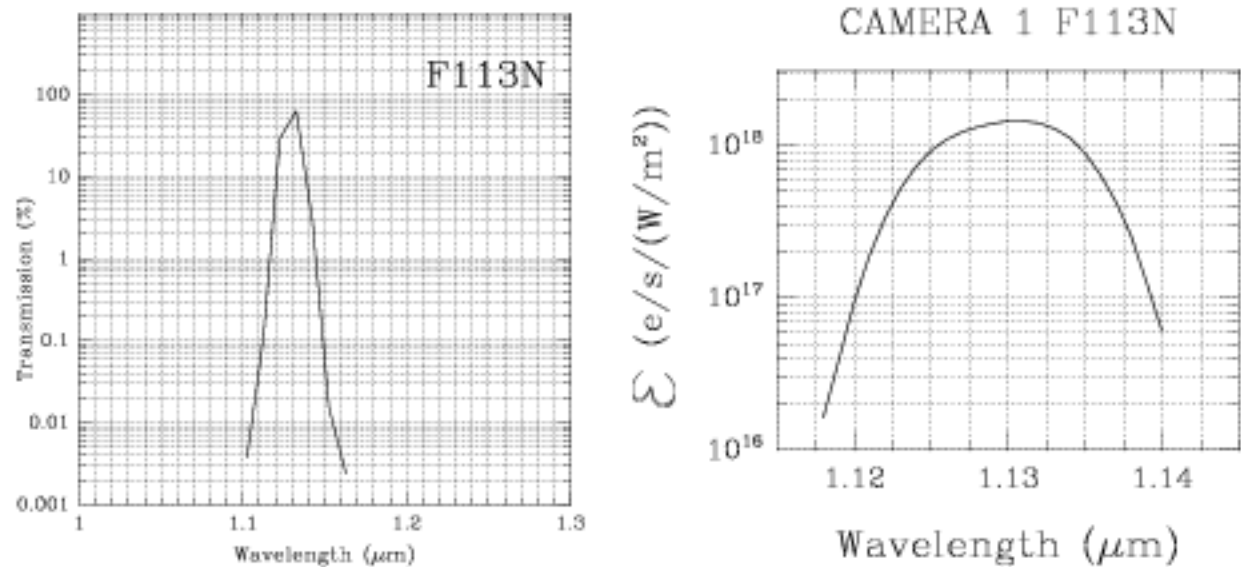 F113N
100
10
1
0.1
0.01
0.001
1
1.1
1.2
1.3
Transmission (%)
Wavelength (μm)
CAMERA 1 F113N
10¹⁸
10¹⁷
10¹⁶
1.12
1.13
1.14
ℰ (e/s/(W/m²))
Wavelength (μm)